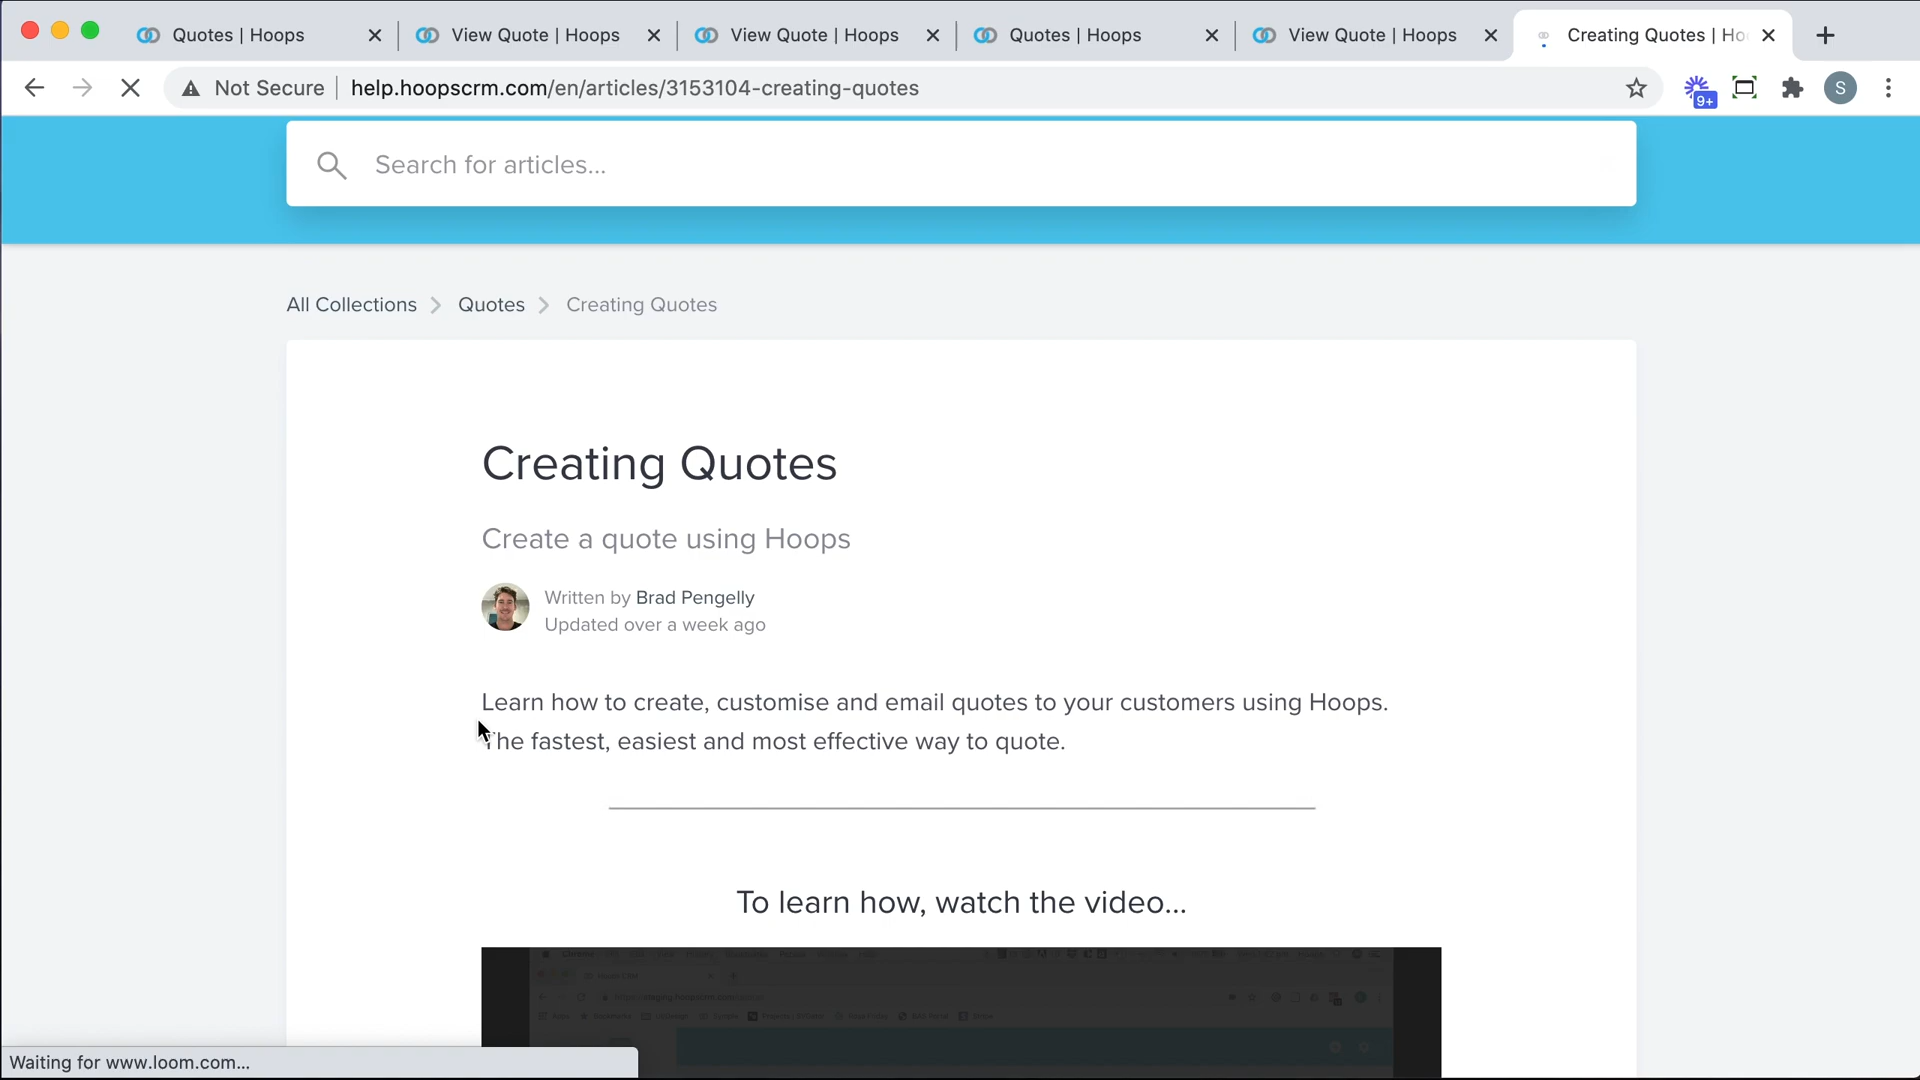 Quotes | Hoops
View Quote | Hoops
View Quote | Hoops
Quotes | Hoops
View Quote | Hoops
Creating Quotes | Ho
Not Secure
help.hoopscrm.com/en/articles/3153104-creating-quotes
9+
S
Search for articles...
All Collections
Quotes
Creating Quotes
Creating Quotes
Create a quote using Hoops
Written by Brad Pengelly
Updated over a week ago
Learn how to create, customise and email quotes to your customers using Hoops.
The fastest, easiest and most effective way to quote.
To learn how, watch the video...
Waiting for www.loom.com...